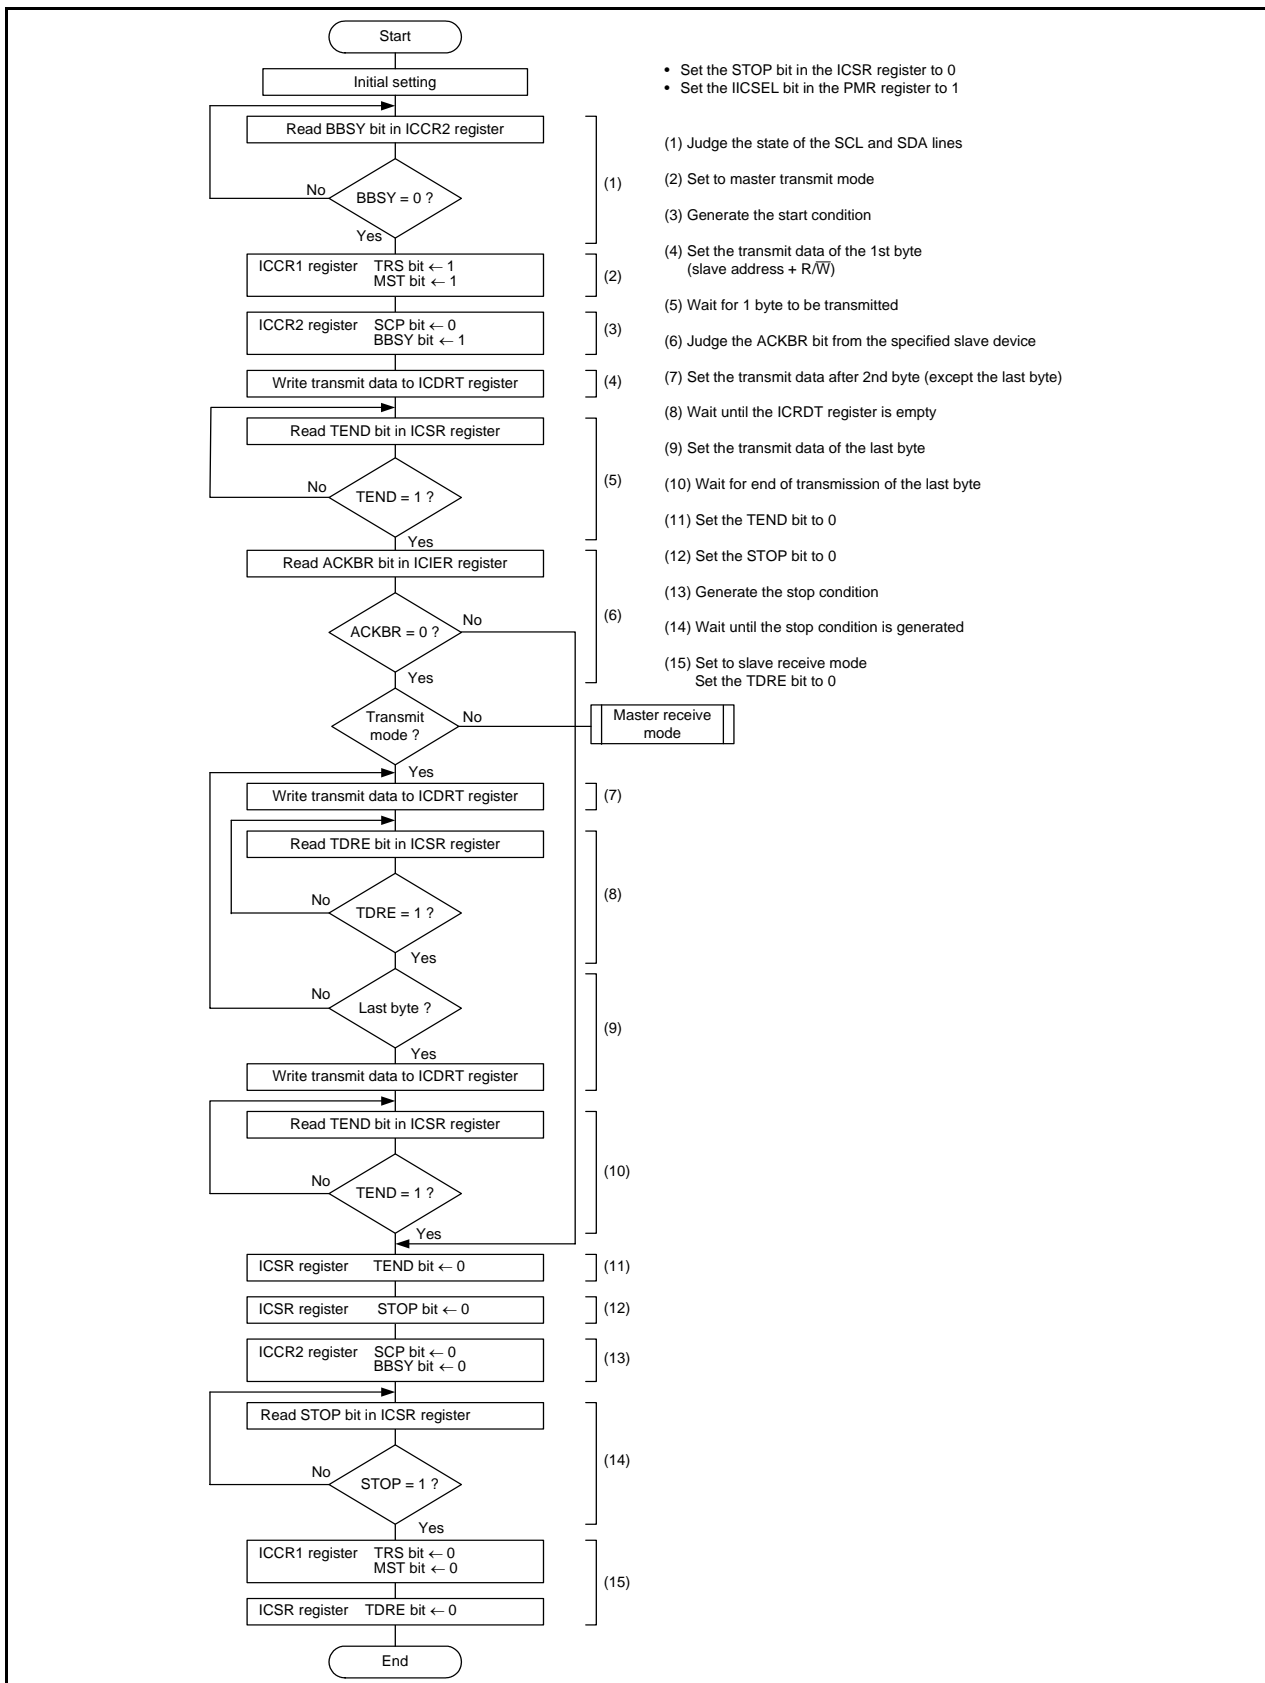 Start
Initial setting
• Set the STOP bit in the ICSR register to 0
• Set the IICSEL bit in the PMR register to 1
Read BBSY bit in ICCR2 register
No
BBSY = 0 ?
Yes
(1)
ICCR1 register TRS bit ← 1
MST bit ← 1
(2)
ICCR2 register SCP bit ← 0
BBSY bit ← 1
(3)
Write transmit data to ICDRT register
(4)
Read TEND bit in ICSR register
No
TEND = 1 ?
Yes
(5)
Read ACKBR bit in ICIER register
ACKBR = 0 ?
No
Yes
(6)
Transmit
mode ?
No
Yes
Master receive
mode
Write transmit data to ICDRT register
(7)
Read TDRE bit in ICSR register
No
TDRE = 1 ?
Yes
(8)
No
Last byte ?
Yes
Write transmit data to ICDRT register
(9)
Read TEND bit in ICSR register
No
TEND = 1 ?
Yes
(10)
ICSR register TEND bit ← 0
(11)
ICSR register STOP bit ← 0
(12)
ICCR2 register SCP bit ← 0
BBSY bit ← 0
(13)
Read STOP bit in ICSR register
No
STOP = 1 ?
Yes
(14)
ICCR1 register TRS bit ← 0
MST bit ← 0
ICSR register TDRE bit ← 0
(15)
End
(1) Judge the state of the SCL and SDA lines
(2) Set to master transmit mode
(3) Generate the start condition
(4) Set the transmit data of the 1st byte
(slave address + R/W̅)
(5) Wait for 1 byte to be transmitted
(6) Judge the ACKBR bit from the specified slave device
(7) Set the transmit data after 2nd byte (except the last byte)
(8) Wait until the ICRDT register is empty
(9) Set the transmit data of the last byte
(10) Wait for end of transmission of the last byte
(11) Set the TEND bit to 0
(12) Set the STOP bit to 0
(13) Generate the stop condition
(14) Wait until the stop condition is generated
(15) Set to slave receive mode
Set the TDRE bit to 0